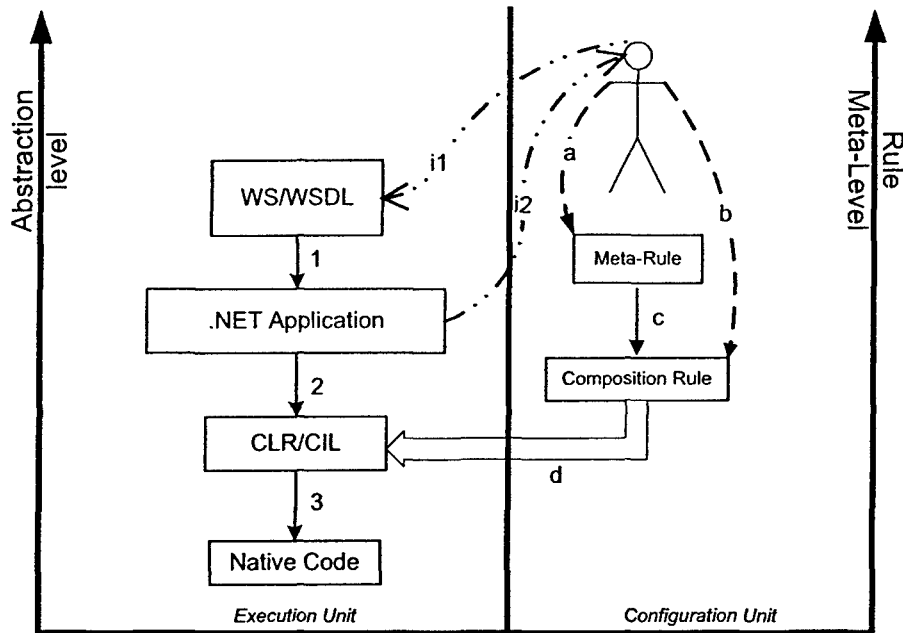 Abstraction
level
WS/WSDL
1
.NET Application
2
CLR/CIL
3
Native Code
Execution Unit
i1
i2
a
b
Meta-Rule
c
Composition Rule
d
Configuration Unit
Rule
Meta-Level